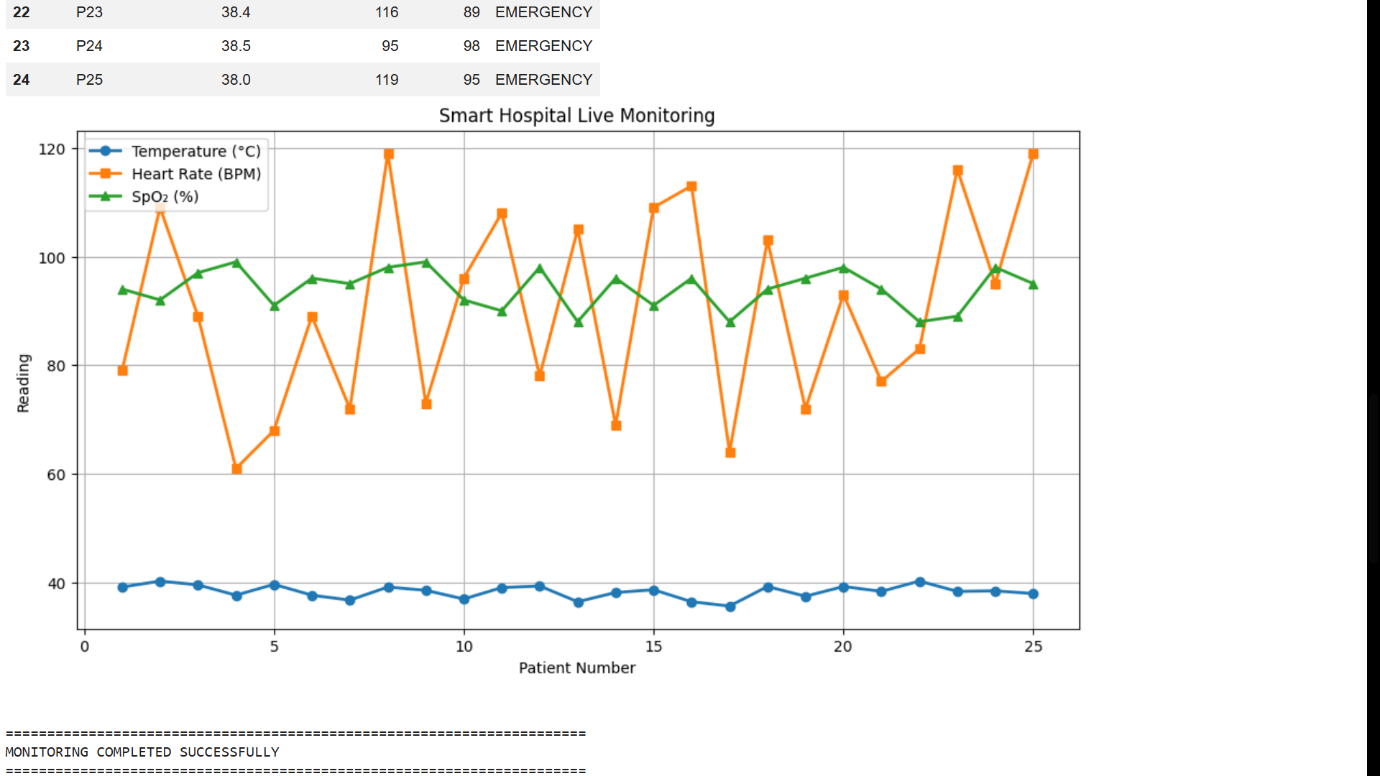 22 P23 38.4 116 89 EMERGENCY
23 P24 38.5 95 98 EMERGENCY
24 P25 38.0 119 95 EMERGENCY
Smart Hospital Live Monitoring
Temperature (°C)
Heart Rate (BPM)
SpO₂ (%)
120
100
80
60
40
Reading
0 5 10 15 20 25
Patient Number
======================================================================
MONITORING COMPLETED SUCCESSFULLY
======================================================================